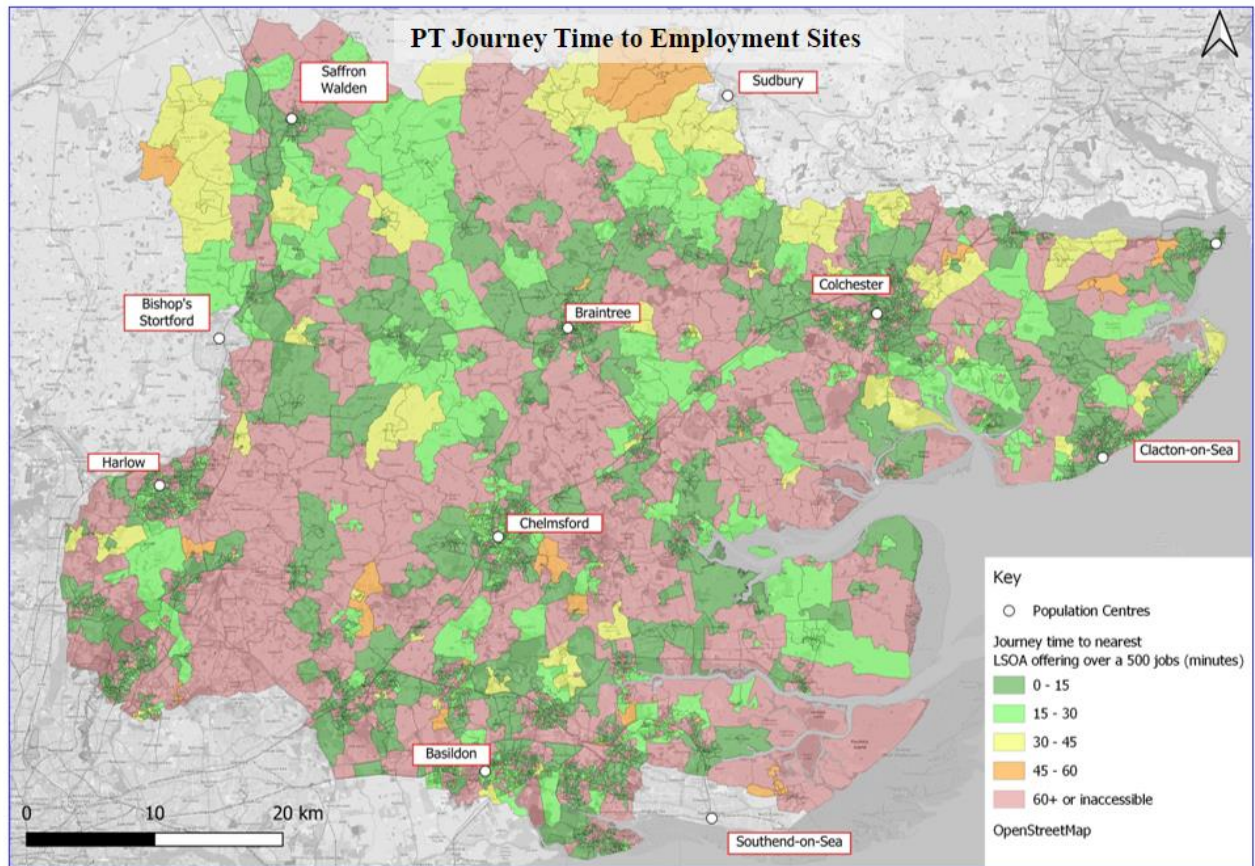 PT Journey Time to Employment Sites
Saffron
Walden
Sudbury
Bishop's
Stortford
Braintree
Colchester
Harlow
Clacton-on-Sea
Chelmsford
Basildon
Southend-on-Sea
0 10 20 km
Key
Population Centres
Journey time to nearest
LSOA offering over a 500 jobs (minutes)
0 - 15
15 - 30
30 - 45
45 - 60
60+ or inaccessible
OpenStreetMap